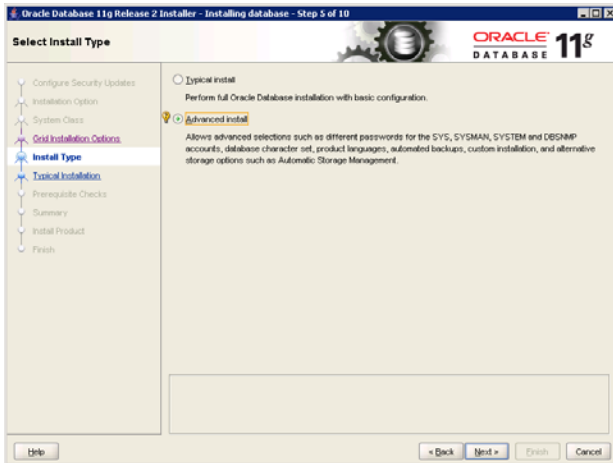 Oracle Database 11g Release 2 Installer - Installing database - Step 5 of 10
Select Install Type
ORACLE
DATABASE
11g
Configure Security Updates
Installation Option
System Class
Grid Installation Options
Install Type
Typical Installation
Prerequisite Checks
Summary
Install Product
Finish
Typical install
Perform full Oracle Database installation with basic configuration.
Advanced install
Allows advanced selections such as different passwords for the SYS, SYSMAN, SYSTEM and DBSNMP
accounts, database character set, product languages, automated backups, custom installation, and alternative
storage options such as Automatic Storage Management.
Help
< Back
Next >
Finish
Cancel